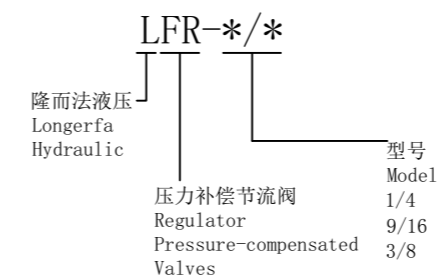 LFR-*/*
隆而法液压
Longerfa
Hydraulic
压力补偿节流阀
Regulator
Pressure-compensated
Valves
型号
Model
1/4
9/16
3/8